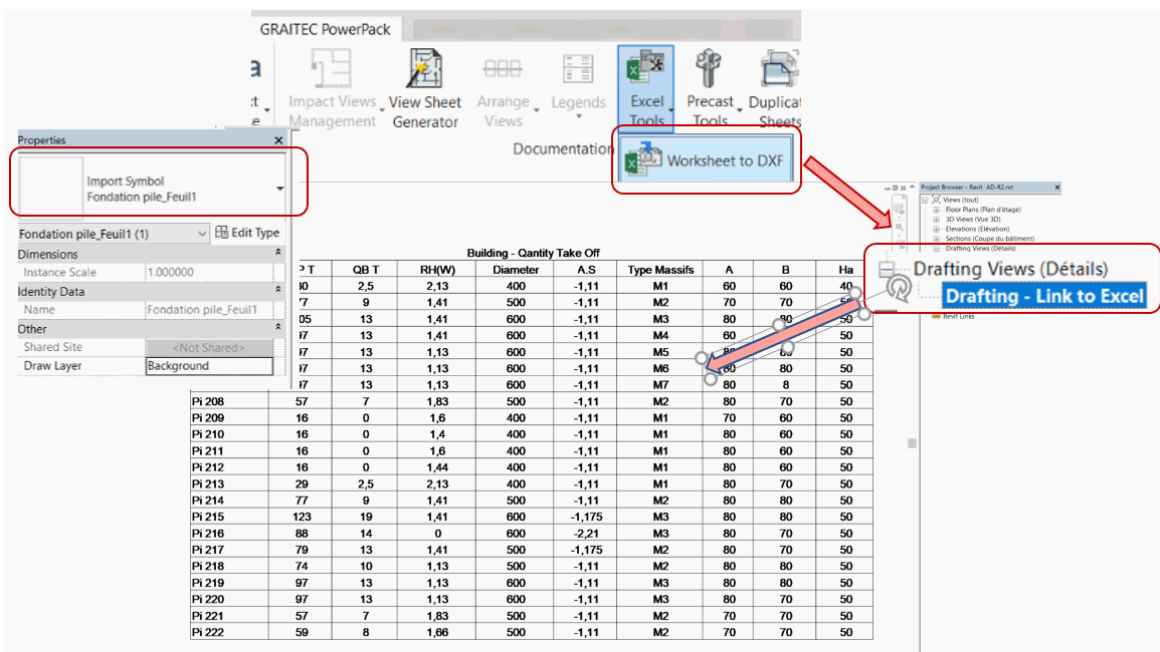 GRAITEC PowerPack
Impact Views Management
View Sheet Generator
Arrange Views
Legends
Excel Tools
Precast Tools
Duplicat Sheets
Documentation
Worksheet to DXF
Properties
Import Symbol
Fondation pile_Feuil1
Fondation pile_Feuil1 (1)
Edit Type
Dimensions
Instance Scale 1.000000
Identity Data
Name Fondation pile_Feuil1
Other
Shared Site <Not Shared>
Draw Layer Background
Project Browser - Revit AD-R2.rvt
Views (tout)
Floor Plans (Plan d'étage)
3D Views (Vue 3D)
Elevations (Elévation)
Sections (Coupe du bâtiment)
Drafting Views (Détails)
Drafting Views (Détails)
Drafting - Link to Excel
Revit Links
Building - Qantity Take Off
P T QB T RH(W) Diameter A.S Type Massifs A B Ha
2,5 2,13 400 -1,11 M1 60 60 40
9 1,41 500 -1,11 M2 70 70 50
05 13 1,41 600 -1,11 M3 80 80 50
13 1,41 600 -1,11 M4 60 50
13 1,13 600 -1,11 M5 80 80 50
13 1,13 600 -1,11 M6 80 80 50
13 1,13 600 -1,11 M7 80 8 50
Pi 208 57 7 1,83 500 -1,11 M2 80 70 50
Pi 209 16 0 1,6 400 -1,11 M1 70 60 50
Pi 210 16 0 1,4 400 -1,11 M1 80 60 50
Pi 211 16 0 1,6 400 -1,11 M1 80 60 50
Pi 212 16 0 1,44 400 -1,11 M1 80 60 50
Pi 213 29 2,5 2,13 400 -1,11 M1 80 70 50
Pi 214 77 9 1,41 500 -1,11 M2 80 80 50
Pi 215 123 19 1,41 600 -1,175 M3 80 80 50
Pi 216 88 14 0 600 -2,21 M3 80 70 50
Pi 217 79 13 1,41 500 -1,175 M2 80 70 50
Pi 218 74 10 1,13 500 -1,11 M2 80 80 50
Pi 219 97 13 1,13 600 -1,11 M3 80 80 50
Pi 220 97 13 1,13 600 -1,11 M3 80 70 50
Pi 221 57 7 1,83 500 -1,11 M2 70 70 50
Pi 222 59 8 1,66 500 -1,11 M2 70 70 50